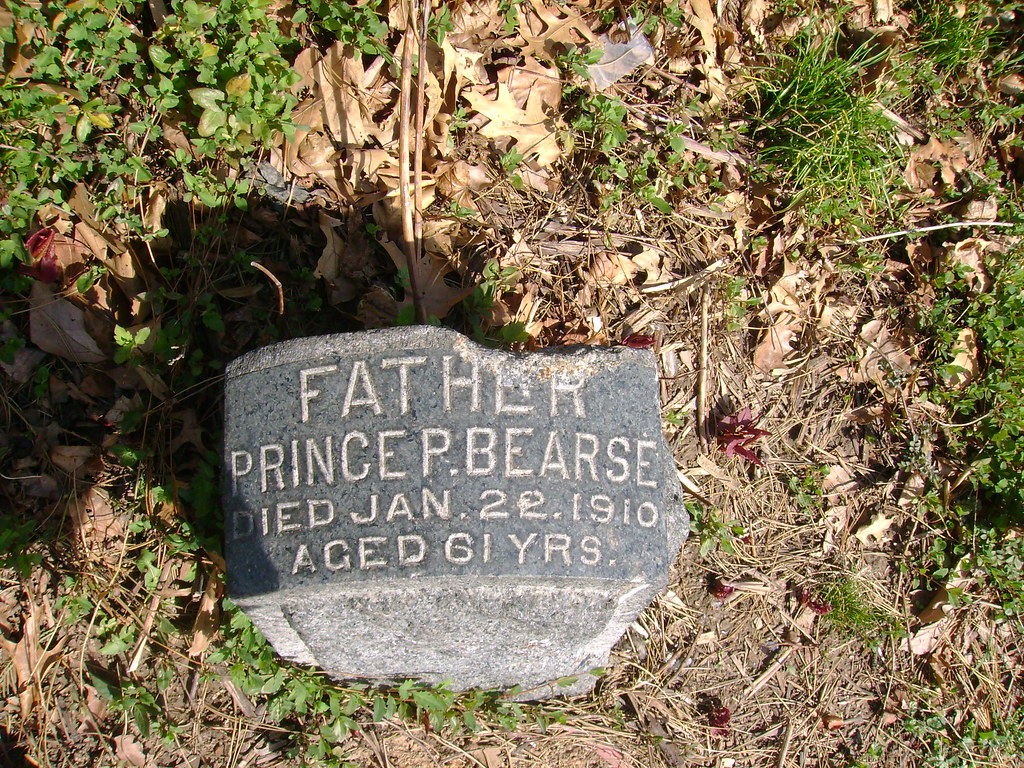 FATHER
PRINCE P. BEARSE
DIED JAN. 22. 1910
AGED 61 YRS.